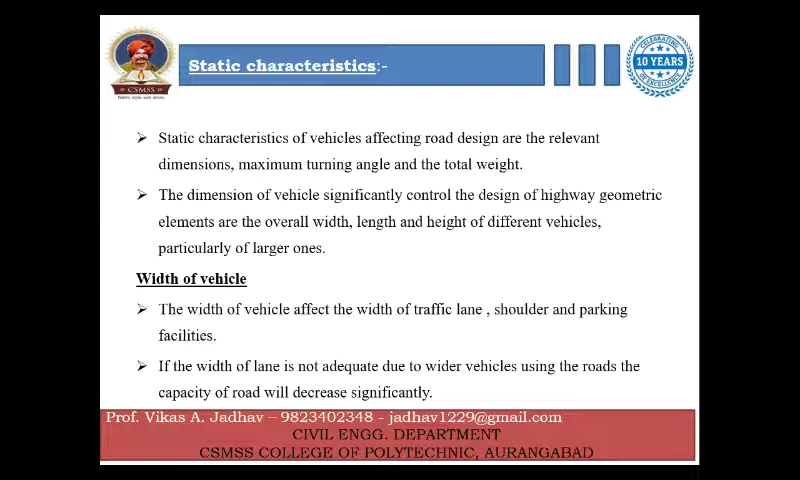 Static characteristics:-
CSMSS
CELEBRATING
10 YEARS
OF EXCELLENCE
➢ Static characteristics of vehicles affecting road design are the relevant
dimensions, maximum turning angle and the total weight.
➢ The dimension of vehicle significantly control the design of highway geometric
elements are the overall width, length and height of different vehicles,
particularly of larger ones.
Width of vehicle
➢ The width of vehicle affect the width of traffic lane , shoulder and parking
facilities.
➢ If the width of lane is not adequate due to wider vehicles using the roads the
capacity of road will decrease significantly.
Prof. Vikas A. Jadhav – 9823402348 - jadhav1229@gmail.com
CIVIL ENGG. DEPARTMENT
CSMSS COLLEGE OF POLYTECHNIC, AURANGABAD